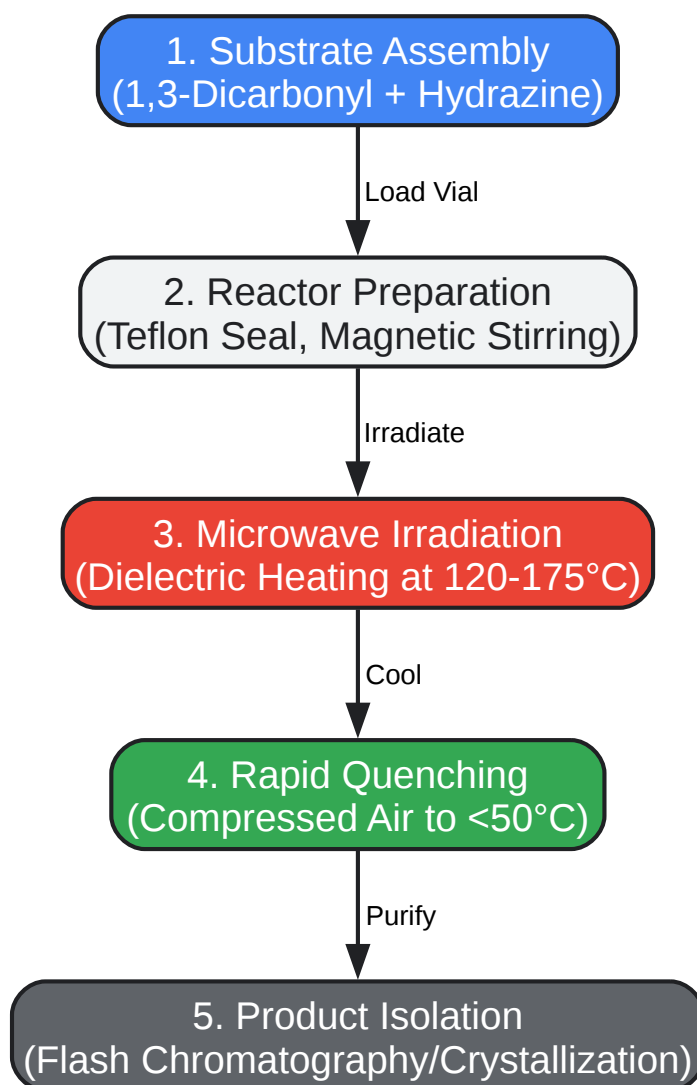 1. Substrate Assembly
(1,3-Dicarbonyl + Hydrazine)
Load Vial
2. Reactor Preparation
(Teflon Seal, Magnetic Stirring)
Irradiate
3. Microwave Irradiation
(Dielectric Heating at 120-175°C)
Cool
4. Rapid Quenching
(Compressed Air to <50°C)
Purify
5. Product Isolation
(Flash Chromatography/Crystallization)